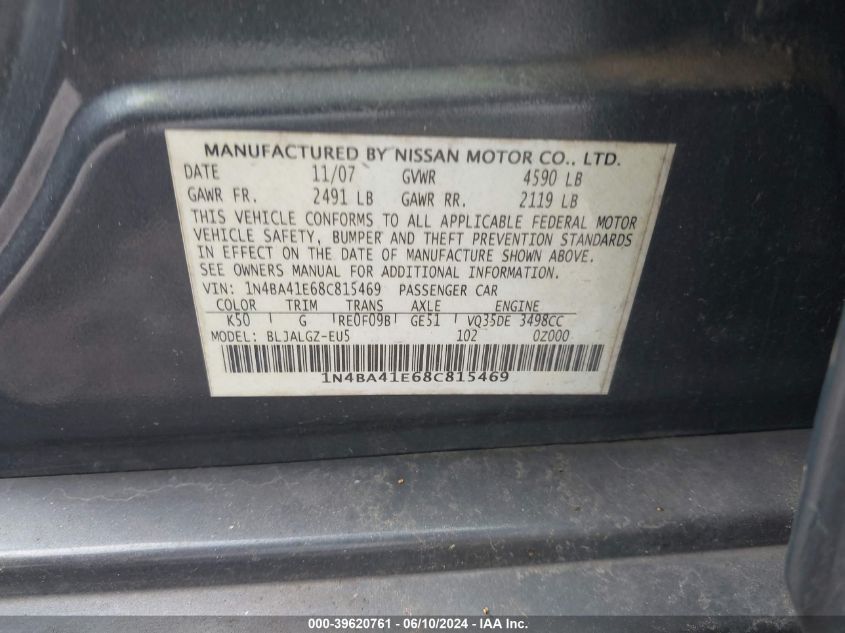 MANUFACTURED BY NISSAN MOTOR CO., LTD.
DATE 11/07 GVWR 4590 LB
GAWR FR. 2491 LB GAWR RR. 2119 LB
THIS VEHICLE CONFORMS TO ALL APPLICABLE FEDERAL MOTOR
VEHICLE SAFETY, BUMPER AND THEFT PREVENTION STANDARDS
IN EFFECT ON THE DATE OF MANUFACTURE SHOWN ABOVE.
SEE OWNERS MANUAL FOR ADDITIONAL INFORMATION.
VIN: 1N4BA41E68C815469 PASSENGER CAR
COLOR TRIM TRANS AXLE ENGINE
K50 G RE0F09B GE51 VQ35DE 3498CC
MODEL: BLJALGZ-EU5 102 0Z000
1N4BA41E68C815469
000-39620761 - 06/10/2024 - IAA Inc.